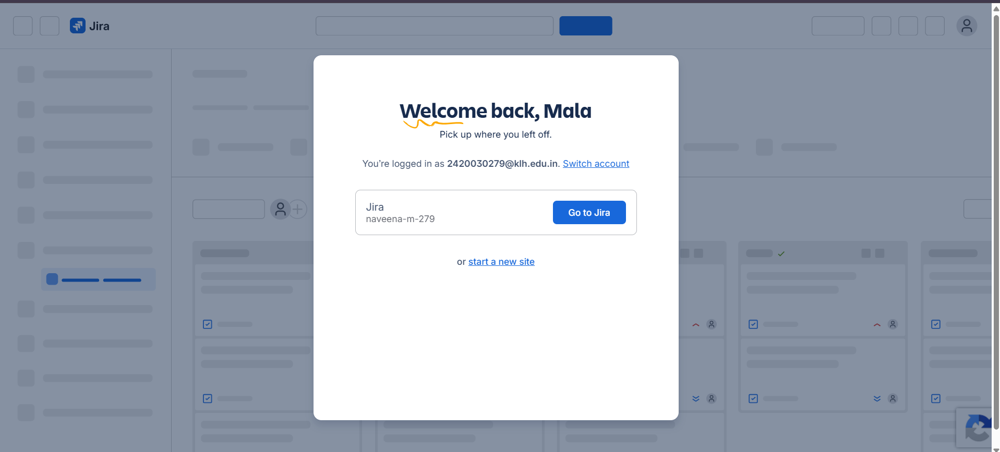 Jira
Welcome back, Mala
Pick up where you left off.
You're logged in as 2420030279@klh.edu.in. Switch account
Jira
naveena-m-279
Go to Jira
or start a new site